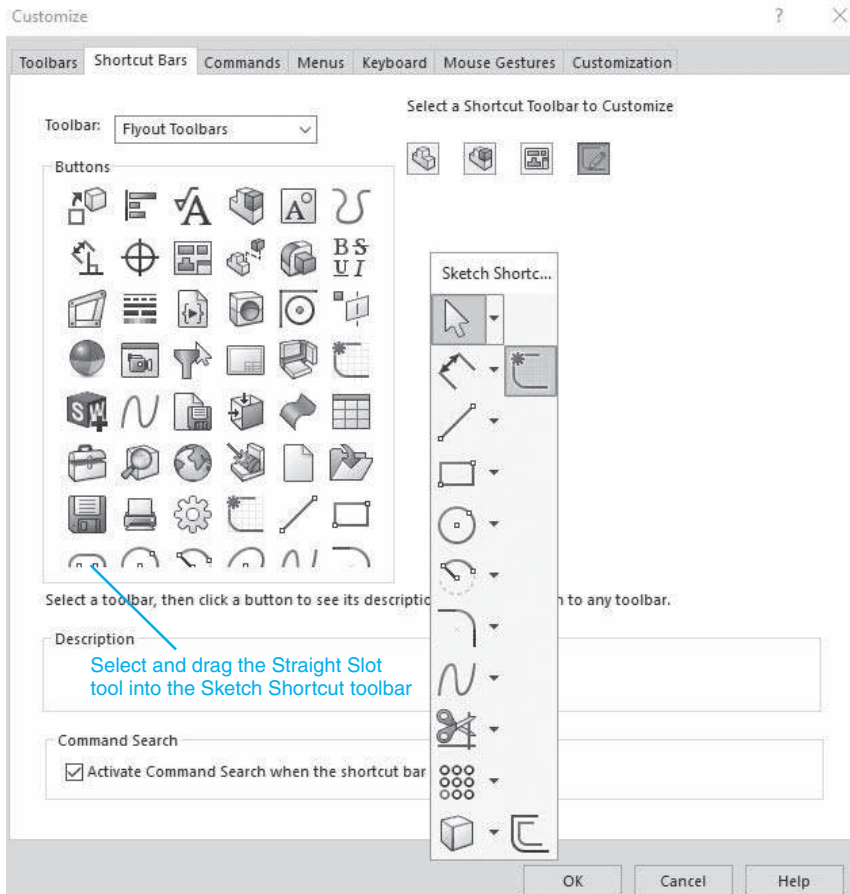 Customize ?
Toolbars Shortcut Bars Commands Menus Keyboard Mouse Gestures Customization
Select a Shortcut Toolbar to Customize
Toolbar: Flyout Toolbars
Buttons
Sketch Shortc...
Select a toolbar, then click a button to see its to any toolbar.
Description
Select and drag the Straight Slot
tool into the Sketch Shortcut toolbar
Command Search
Activate Command Search when the shortcut bar
OK Cancel Help